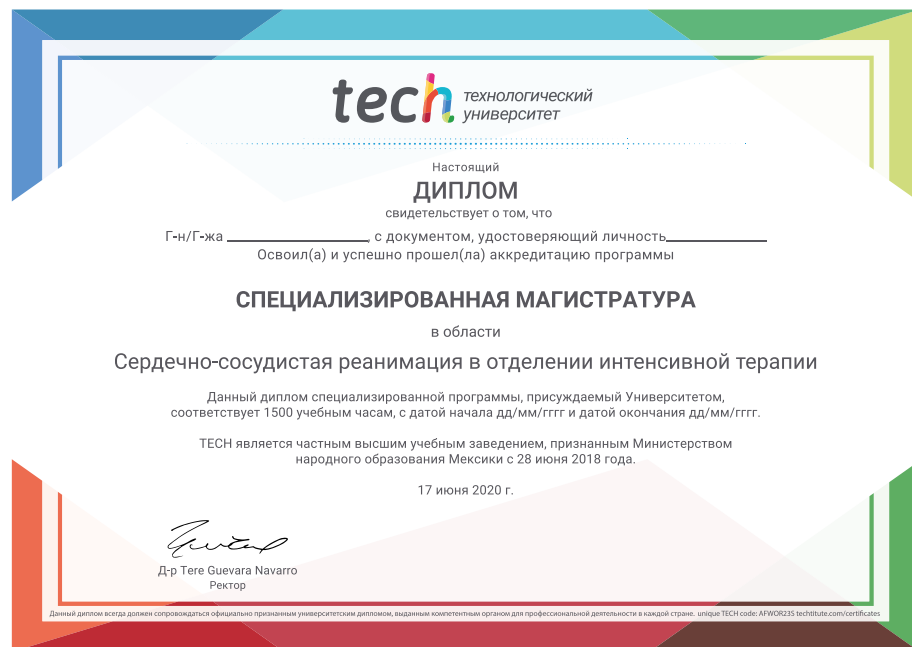 tech технологический
университет
Настоящий
ДИПЛОМ
свидетельствует о том, что
Г-н/Г-жа ____________________, с документом, удостоверяющий личность______________
Освоил(а) и успешно прошел(ла) аккредитацию программы
СПЕЦИАЛИЗИРОВАННАЯ МАГИСТРАТУРА
в области
Сердечно-сосудистая реанимация в отделении интенсивной терапии
Данный диплом специализированной программы, присуждаемый Университетом,
соответствует 1500 учебным часам, с датой начала дд/мм/гггг и датой окончания дд/мм/гггг.
TECH является частным высшим учебным заведением, признанным Министерством
народного образования Мексики с 28 июня 2018 года.
17 июня 2020 г.
Д-р Tere Guevara Navarro
Ректор
Данный диплом всегда должен сопровождаться официально признанным университетским дипломом, выданным компетентным органом для профессиональной деятельности в каждой стране. unique TECH code: AFWOR23S techtitute.com/certificates